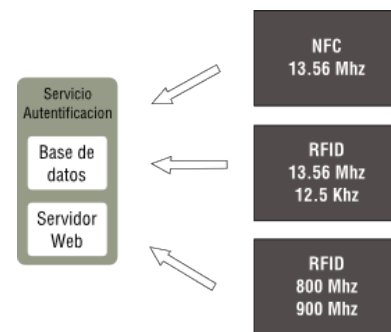 NFC
13.56 Mhz
Servicio
Autentificacion
Base de
datos
Servidor
Web
RFID
13.56 Mhz
12.5 Khz
RFID
800 Mhz
900 Mhz